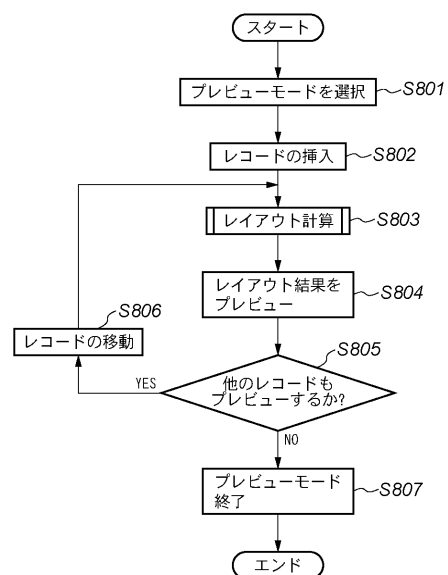 スタート
プレビューモードを選択
S801
レコードの挿入
S802
レイアウト計算
S803
レイアウト結果を
プレビュー
S804
S806
レコードの移動
S805
YES
他のレコードも
プレビューするか?
NO
プレビューモード
終了
S807
エンド